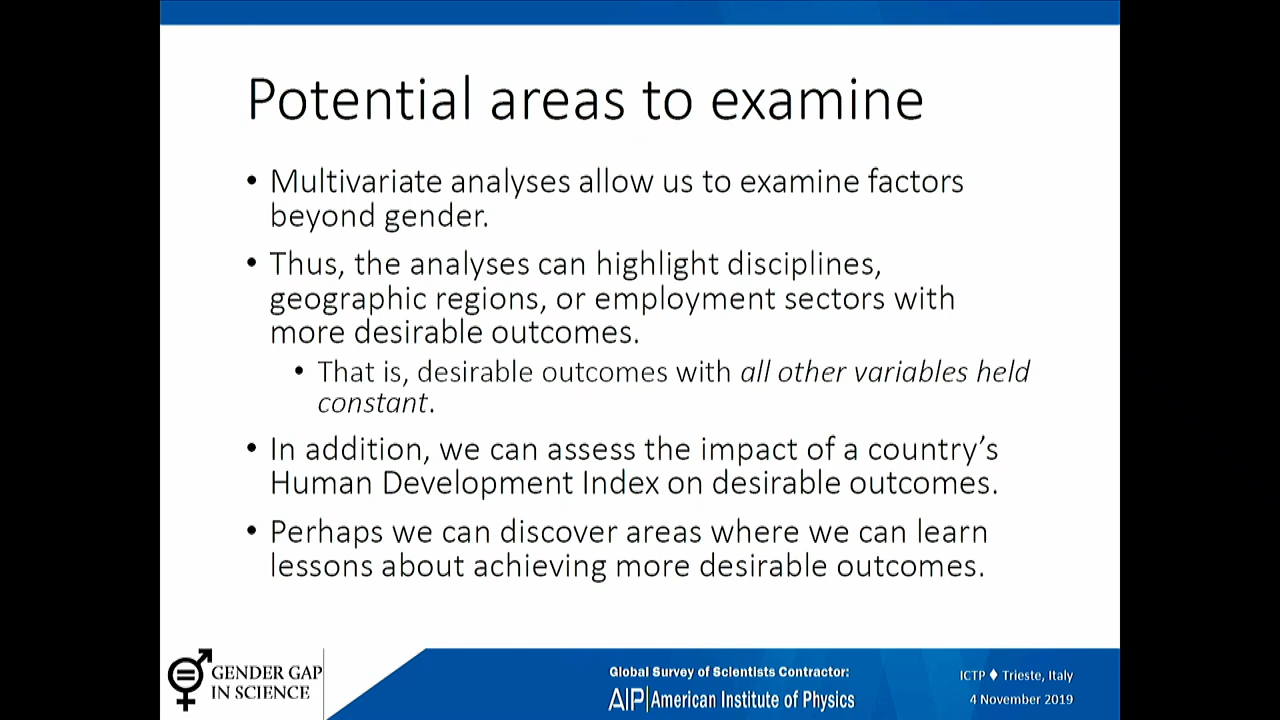 Potential areas to examine
• Multivariate analyses allow us to examine factors
beyond gender.
• Thus, the analyses can highlight disciplines,
geographic regions, or employment sectors with
more desirable outcomes.
• That is, desirable outcomes with all other variables held
constant.
• In addition, we can assess the impact of a country’s
Human Development Index on desirable outcomes.
• Perhaps we can discover areas where we can learn
lessons about achieving more desirable outcomes.
GENDER GAP
IN SCIENCE
Global Survey of Scientists Contractor:
AIP|American Institute of Physics
ICTP ♦ Trieste, Italy
4 November 2019